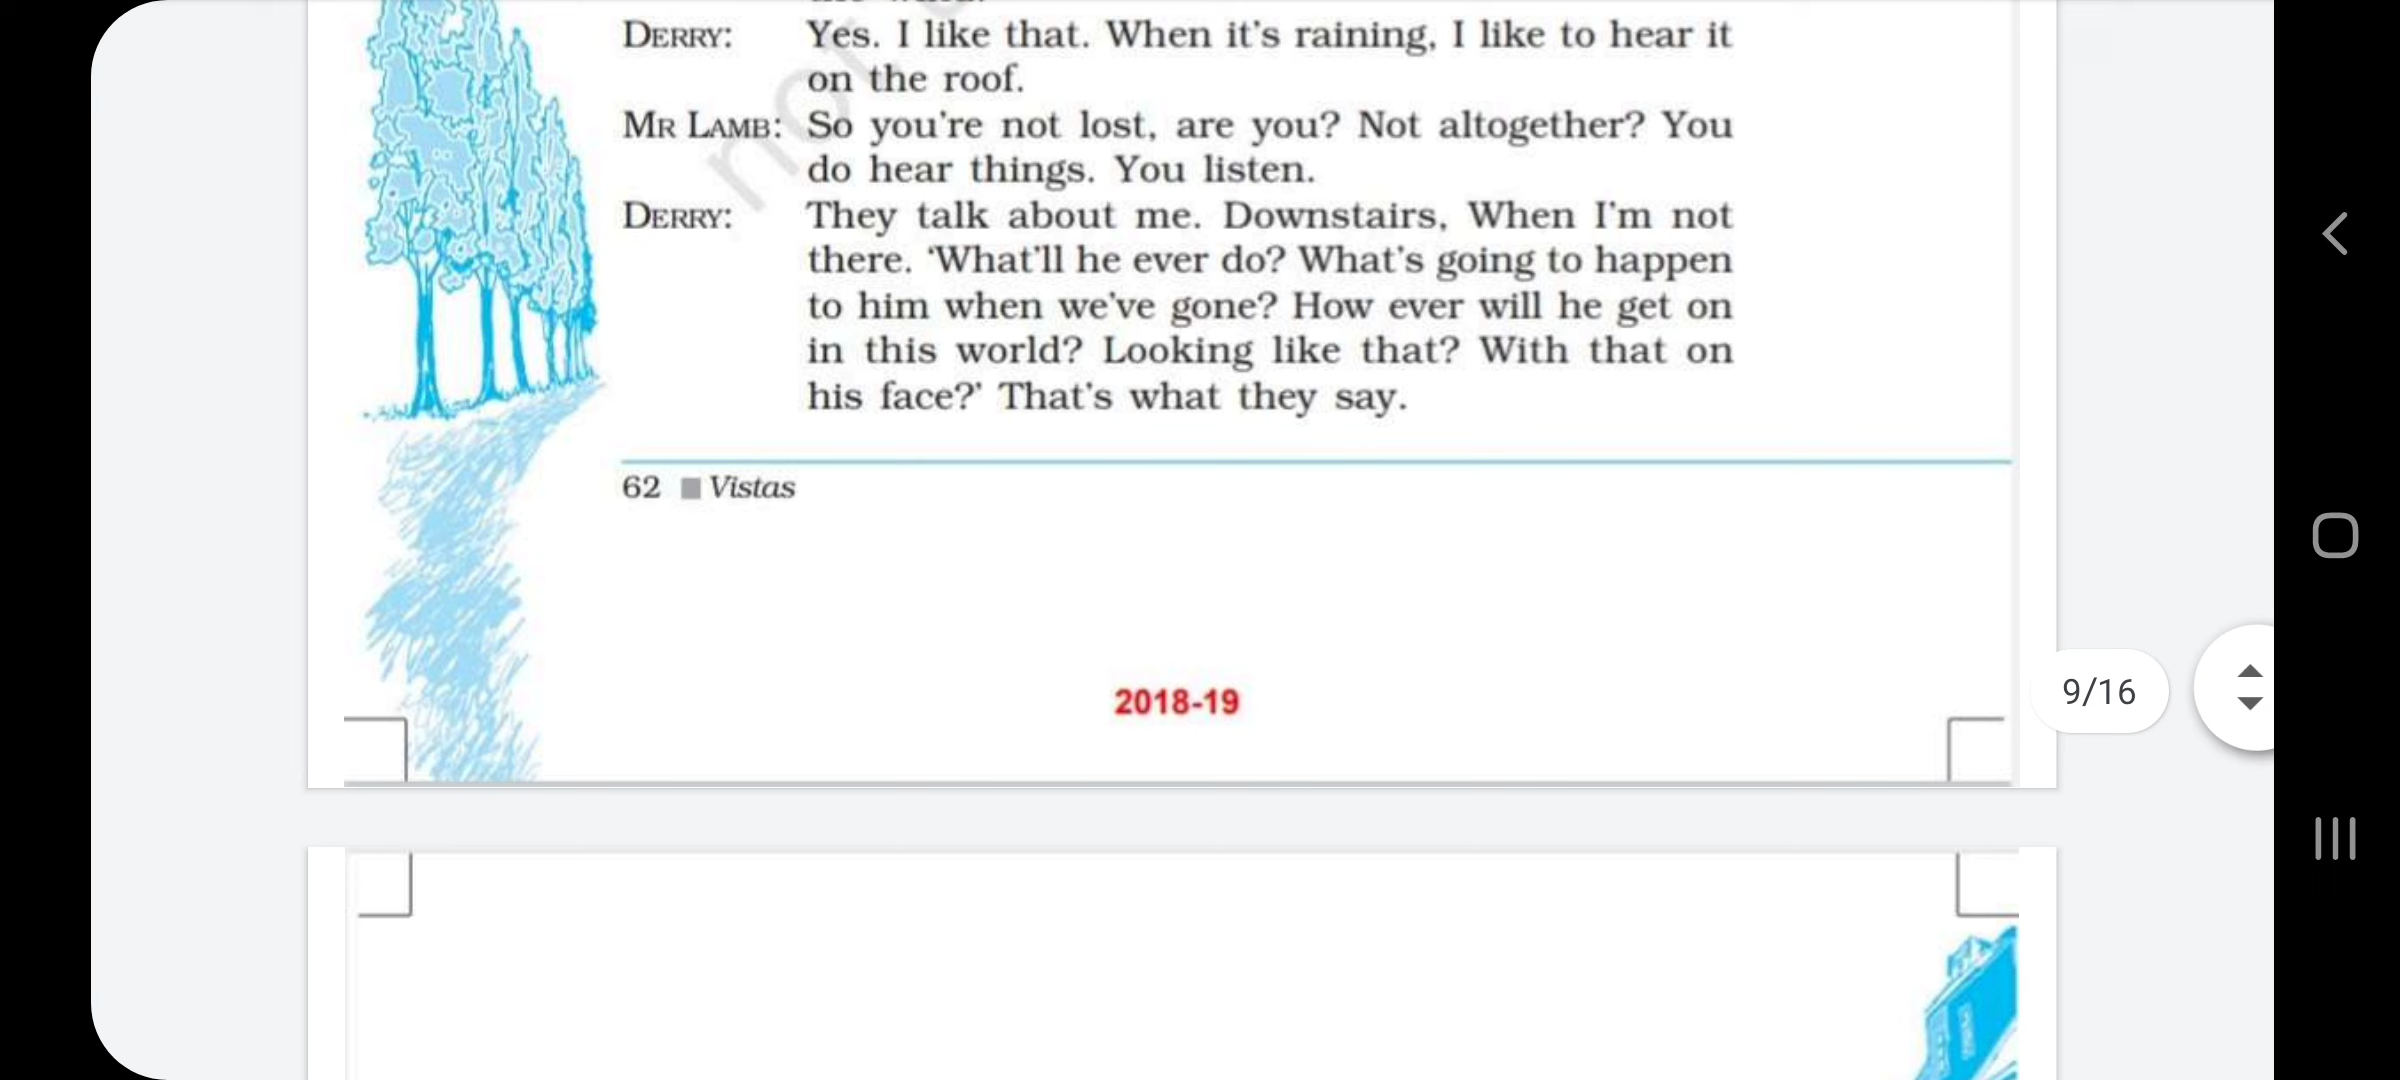 DERRY: Yes. I like that. When it's raining, I like to hear it
on the roof.
MR LAMB: So you're not lost, are you? Not altogether? You
do hear things. You listen.
DERRY: They talk about me. Downstairs, When I'm not
there. ‘What'll he ever do? What's going to happen
to him when we've gone? How ever will he get on
in this world? Looking like that? With that on
his face?’ That's what they say.
62 ■ Vistas
2018-19
9/16